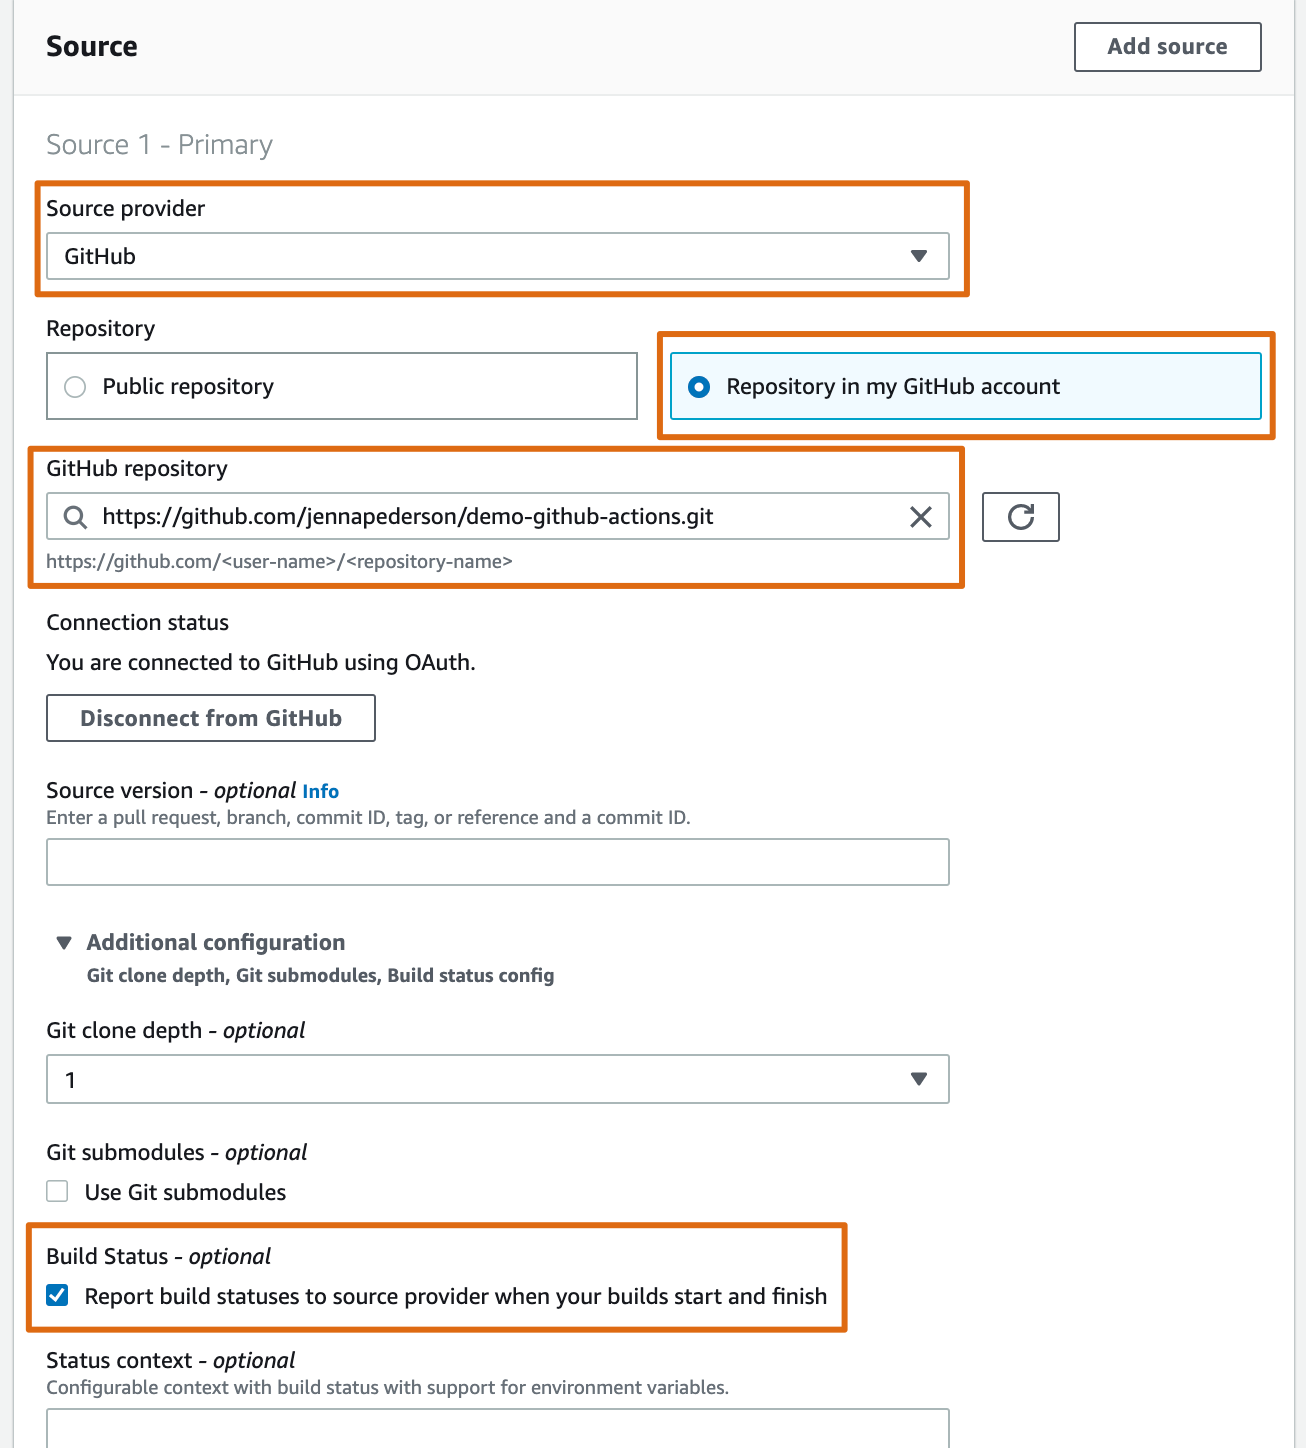 Source
Add source
Source 1 - Primary
Source provider
GitHub
Repository
Public repository
Repository in my GitHub account
GitHub repository
https://github.com/jennapederson/demo-github-actions.git
https://github.com/<user-name>/<repository-name>
Connection status
You are connected to GitHub using OAuth.
Disconnect from GitHub
Source version - optional Info
Enter a pull request, branch, commit ID, tag, or reference and a commit ID.
Additional configuration
Git clone depth, Git submodules, Build status config
Git clone depth - optional
1
Git submodules - optional
Use Git submodules
Build Status - optional
Report build statuses to source provider when your builds start and finish
Status context - optional
Configurable context with build status with support for environment variables.